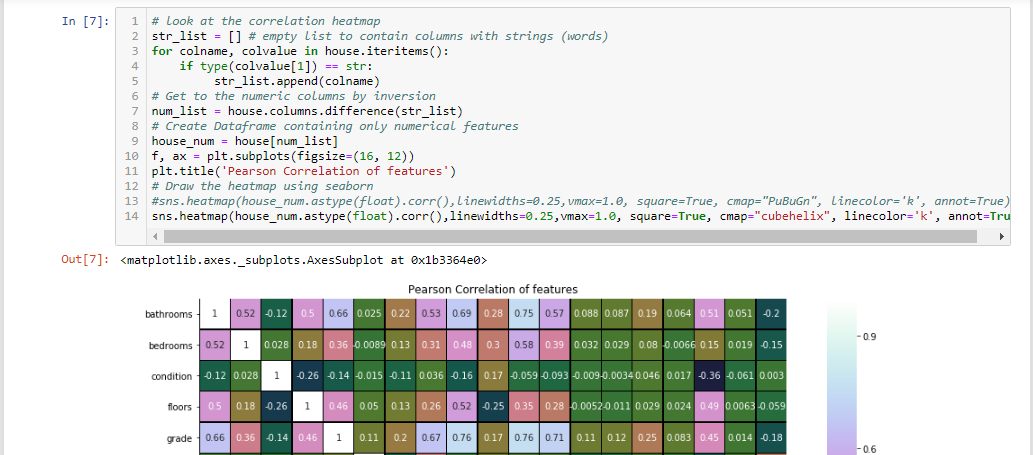 In [7]:
1 # look at the correlation heatmap
2 str_list = [] # empty list to contain columns with strings (words)
3 for colname, colvalue in house.iteritems():
4 if type(colvalue[1]) == str:
5 str_list.append(colname)
6 # Get to the numeric columns by inversion
7 num_list = house.columns.difference(str_list)
8 # Create Dataframe containing only numerical features
9 house_num = house[num_list]
10 f, ax = plt.subplots(figsize=(16, 12))
11 plt.title('Pearson Correlation of features')
12 # Draw the heatmap using seaborn
13 #sns.heatmap(house_num.astype(float).corr(),linewidths=0.25,vmax=1.0, square=True, cmap="PuBuGn", linecolor='k', annot=True)
14 sns.heatmap(house_num.astype(float).corr(),linewidths=0.25,vmax=1.0, square=True, cmap="cubehelix", linecolor='k', annot=Tru
Out[7]: <matplotlib.axes._subplots.AxesSubplot at 0x1b3364e0>
Pearson Correlation of features
bathrooms 1 0.52 -0.12 0.5 0.66 0.025 0.22 0.53 0.69 0.28 0.75 0.57 0.088 0.087 0.19 0.064 0.51 0.051 -0.2
0.9
bedrooms 0.52 1 0.028 0.18 0.36 -0.0089 0.13 0.31 0.48 0.3 0.58 0.39 0.032 0.029 0.08 -0.0066 0.15 0.019 -0.15
condition -0.12 0.028 1 -0.26 -0.14 -0.015 -0.11 0.036 -0.16 0.17 -0.059 -0.093 -0.009 -0.0034 0.046 0.017 -0.36 -0.061 0.003
floors 0.5 0.18 -0.26 1 0.46 0.05 0.13 0.26 0.52 -0.25 0.35 0.28 -0.0052 -0.011 0.029 0.024 0.49 0.0063 -0.059
grade 0.66 0.36 -0.14 0.46 1 0.11 0.2 0.67 0.76 0.17 0.76 0.71 0.11 0.12 0.25 0.083 0.45 0.014 -0.18
0.6